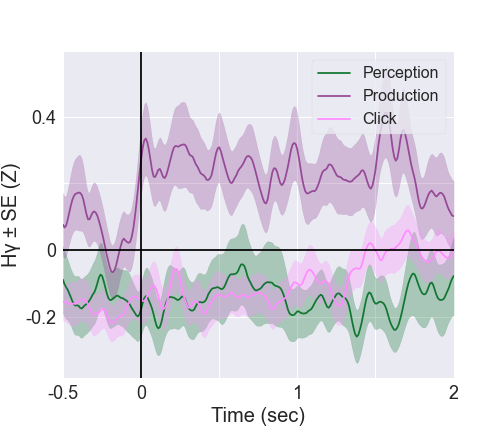 Perception
Production
Click
0.4
0
-0.2
Hγ ± SE (Z)
-0.5 0 1 2
Time (sec)